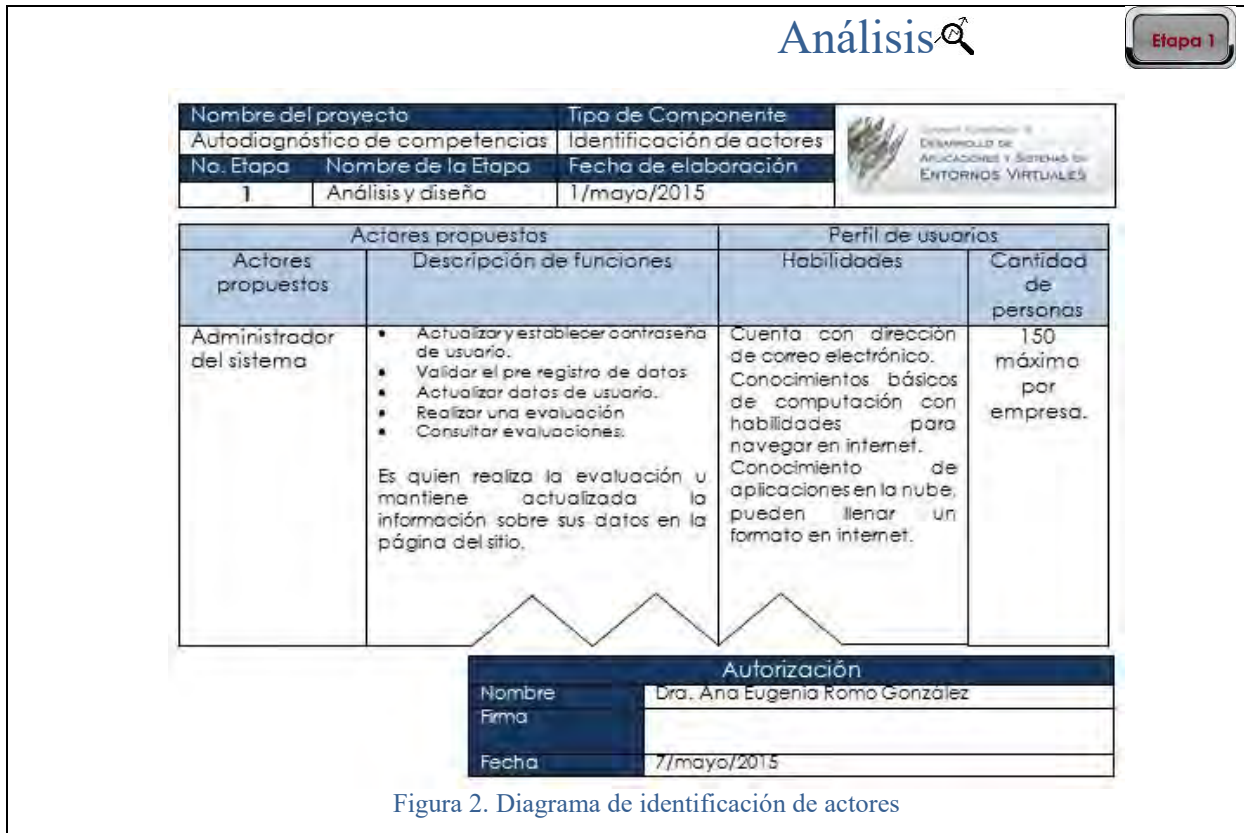 Análisis
Etapa 1
Nombre del proyecto Tipo de Componente
Autodiagnóstico de competencias Identificación de actores
No. Etapa Nombre de la Etapa Fecha de elaboración
1 Análisis y diseño 1/mayo/2015
DESARROLLO DE
APLICACIONES Y SISTEMAS EN
ENTORNOS VIRTUALES
Actores propuestos Perfil de usuarios
Actores
propuestos
Descripción de funciones
Habilidades
Cantidad
de
personas
Administrador
del sistema
• Actualizar y establecer contraseña
de usuario.
• Validar el pre registro de datos
• Actualizar datos de usuario.
• Realizar una evaluación
• Consultar evaluaciones.
Es quien realiza la evaluación u
mantiene actualizada la
información sobre sus datos en la
página del sitio.
Cuenta con dirección
de correo electrónico.
Conocimientos básicos
de computación con
habilidades para
navegar en internet.
Conocimiento de
aplicaciones en la nube,
pueden llenar un
formato en internet.
150
máximo
por
empresa.
Autorización
Nombre Dra. Ana Eugenia Romo González
Firma
Fecha 7/mayo/2015
Figura 2. Diagrama de identificación de actores